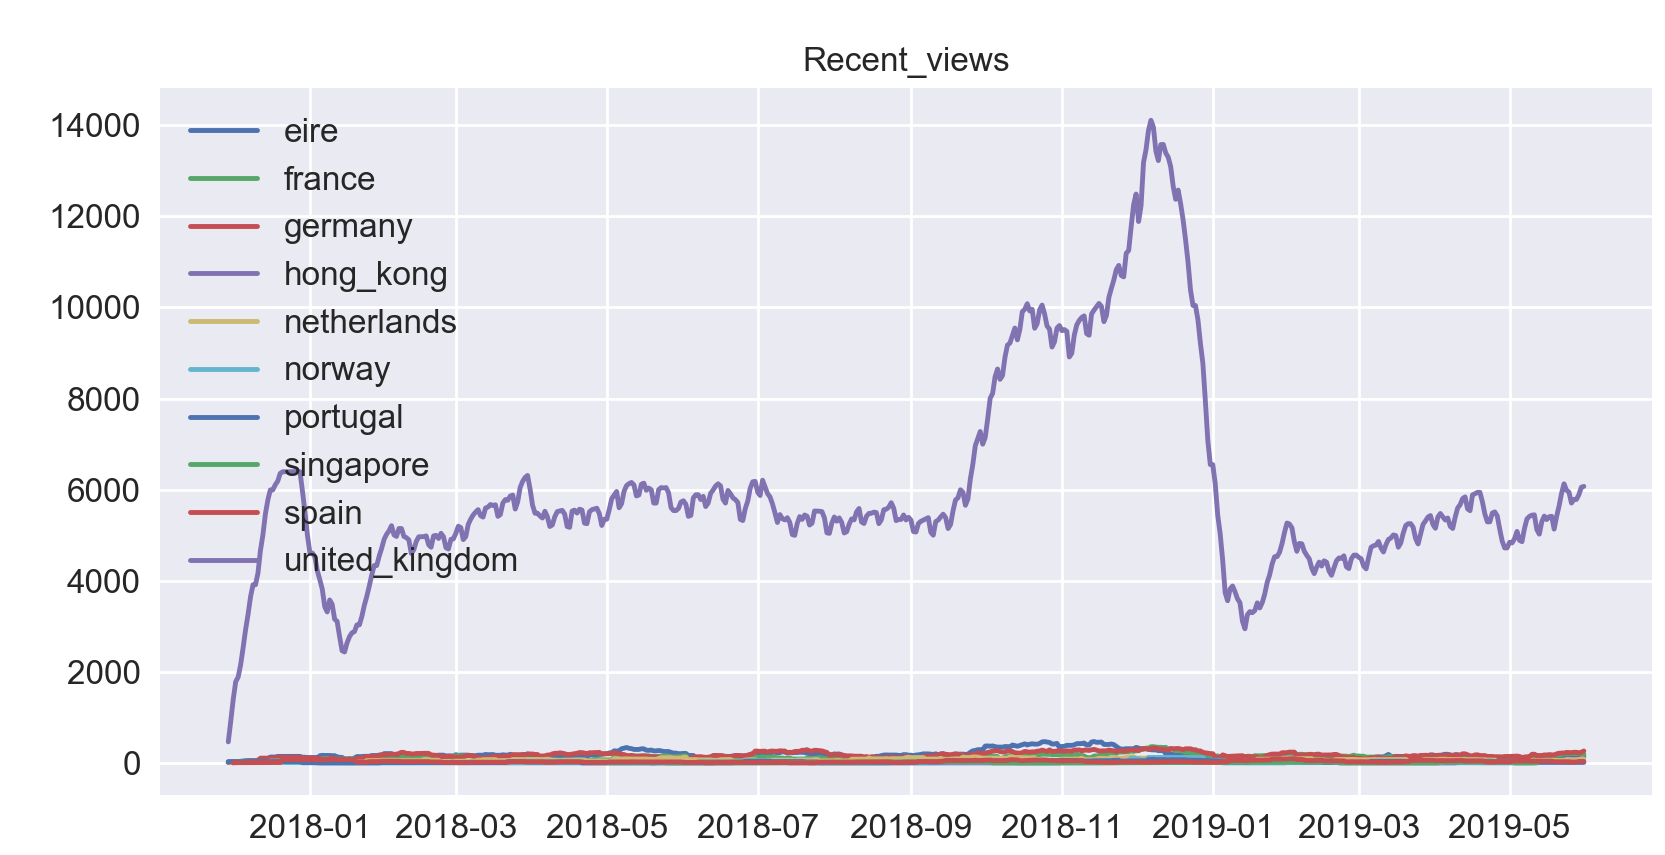 Recent_views
14000
12000
10000
8000
6000
4000
2000
0
eire
france
germany
hong_kong
netherlands
norway
portugal
singapore
spain
united_kingdom
2018-01 2018-03 2018-05 2018-07 2018-09 2018-11 2019-01 2019-03 2019-05